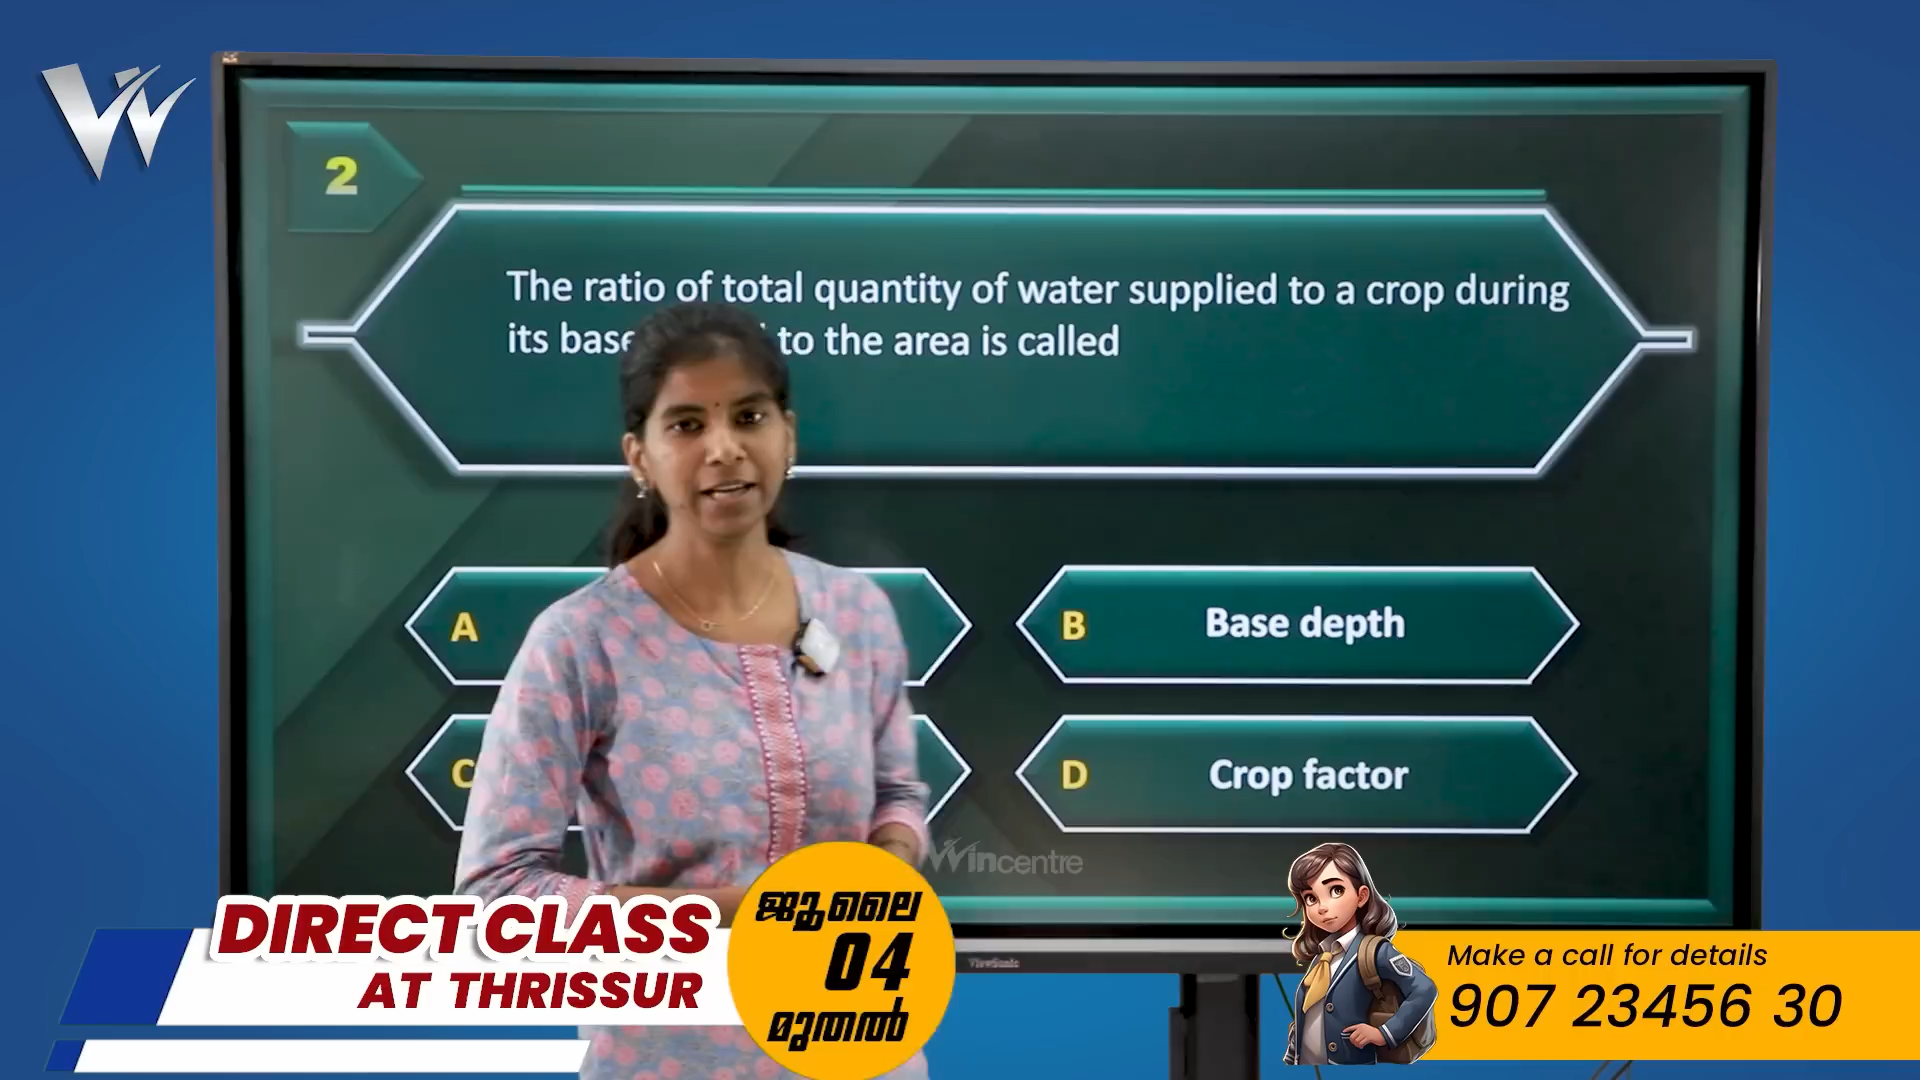 2
The ratio of total quantity of water supplied to a crop during
its base to the area is called
A
B Base depth
C
D Crop factor
Wincentre
ViewSonic
DIRECT CLASS
AT THRISSUR
ജൂലൈ
04
മുതൽ
Make a call for details
907 23456 30